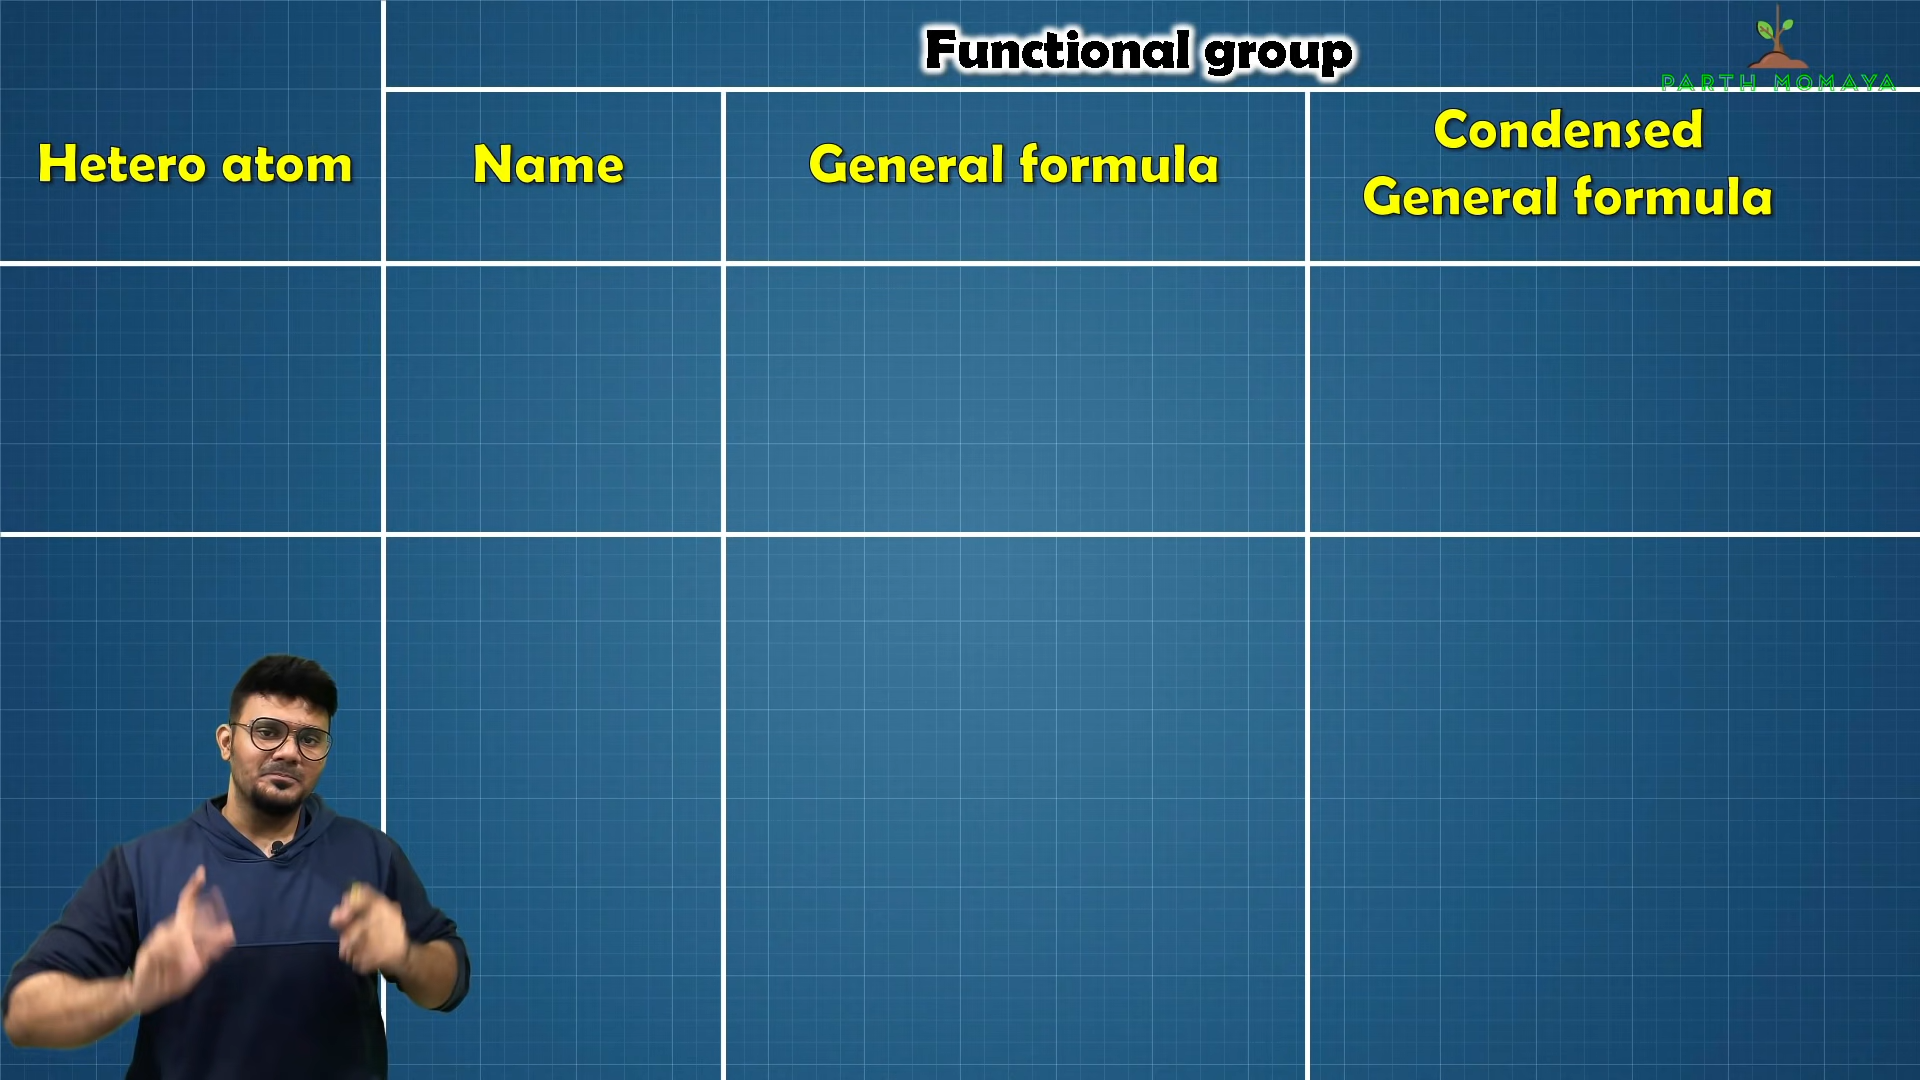 Functional group
PARTH MOMAYA
Hetero atom
Name
General formula
Condensed
General formula